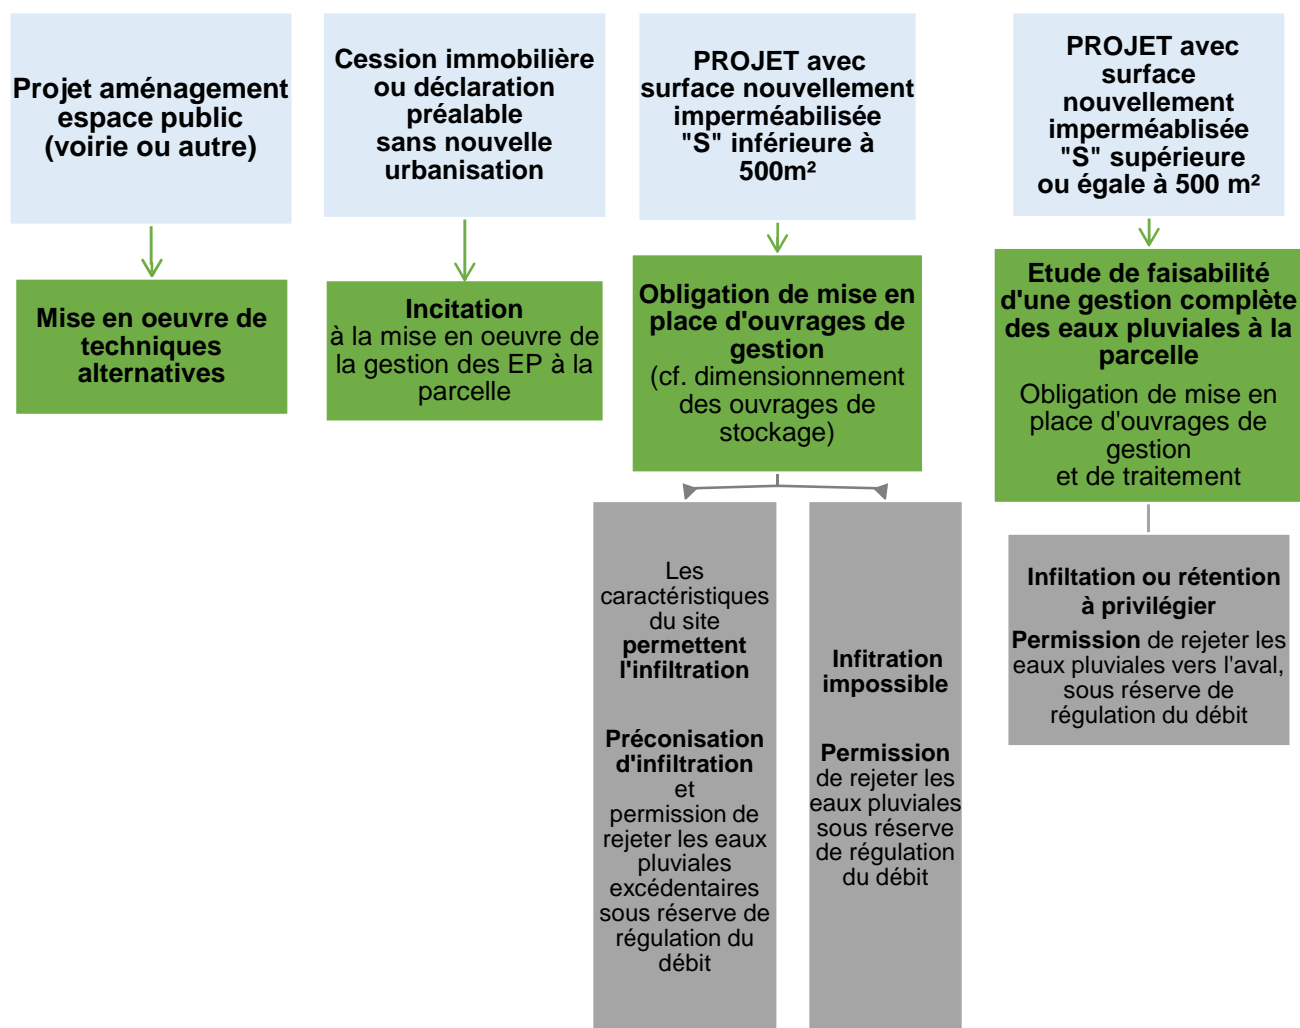 Projet aménagement
espace public
(voirie ou autre)
Mise en oeuvre de
techniques
alternatives
Cession immobilière
ou déclaration
préalable
sans nouvelle
urbanisation
Incitation
à la mise en oeuvre de
la gestion des EP à la
parcelle
PROJET avec
surface nouvellement
imperméabilisée
"S" inférieure à
500m²
Obligation de mise en
place d'ouvrages de
gestion
(cf. dimensionnement
des ouvrages de
stockage)
Les
caractéristiques
du site
permettent
l'infiltration
Préconisation
d'infiltration
et
permission de
rejeter les eaux
pluviales
excédentaires
sous réserve de
régulation du
débit
Infitration
impossible
Permission
de rejeter les
eaux pluviales
sous réserve
de régulation
du débit
PROJET avec
surface
nouvellement
imperméablisée
"S" supérieure
ou égale à 500 m²
Etude de faisabilité
d'une gestion complète
des eaux pluviales à la
parcelle
Obligation de mise en
place d'ouvrages de
gestion
et de traitement
Infiltation ou rétention
à privilégier
Permission de rejeter les
eaux pluviales vers l'aval,
sous réserve de
régulation du débit